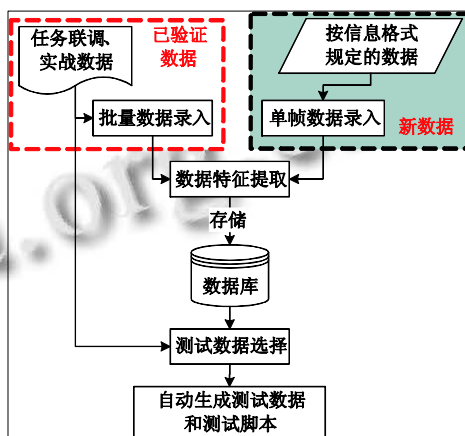 任务联调、
实战数据
已验证
数据
按信息格式
规定的数据
批量数据录入
单帧数据录入
新数据
数据特征提取
存储
数据库
测试数据选择
自动生成测试数据
和测试脚本